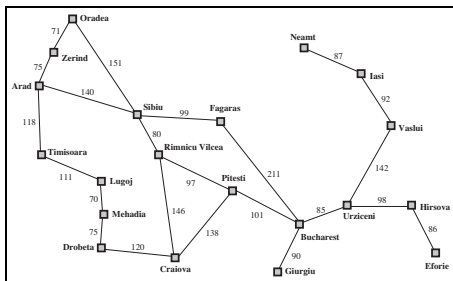 Oradea
71
Neamt
87
Zerind
151
Iasi
75
Arad
140
92
Sibiu
99
Fagaras
118
Vaslui
80
Timisoara
Rimnicu Vilcea
142
111
Lugoj
97
Pitesti
211
70
98
Hirsova
Mehadia
146
101
85
Urziceni
75
138
86
Bucharest
Drobeta
120
90
Craiova
Giurgiu
Eforie